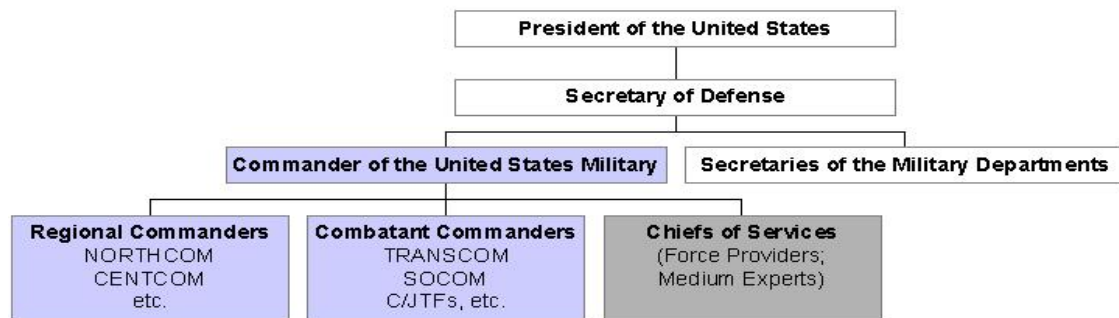 President of the United States
Secretary of Defense
Commander of the United States Military
Secretaries of the Military Departments
Regional Commanders
NORTHCOM
CENTCOM
etc.
Combatant Commanders
TRANSCOM
SOCOM
C/JTFs, etc.
Chiefs of Services
(Force Providers;
Medium Experts)